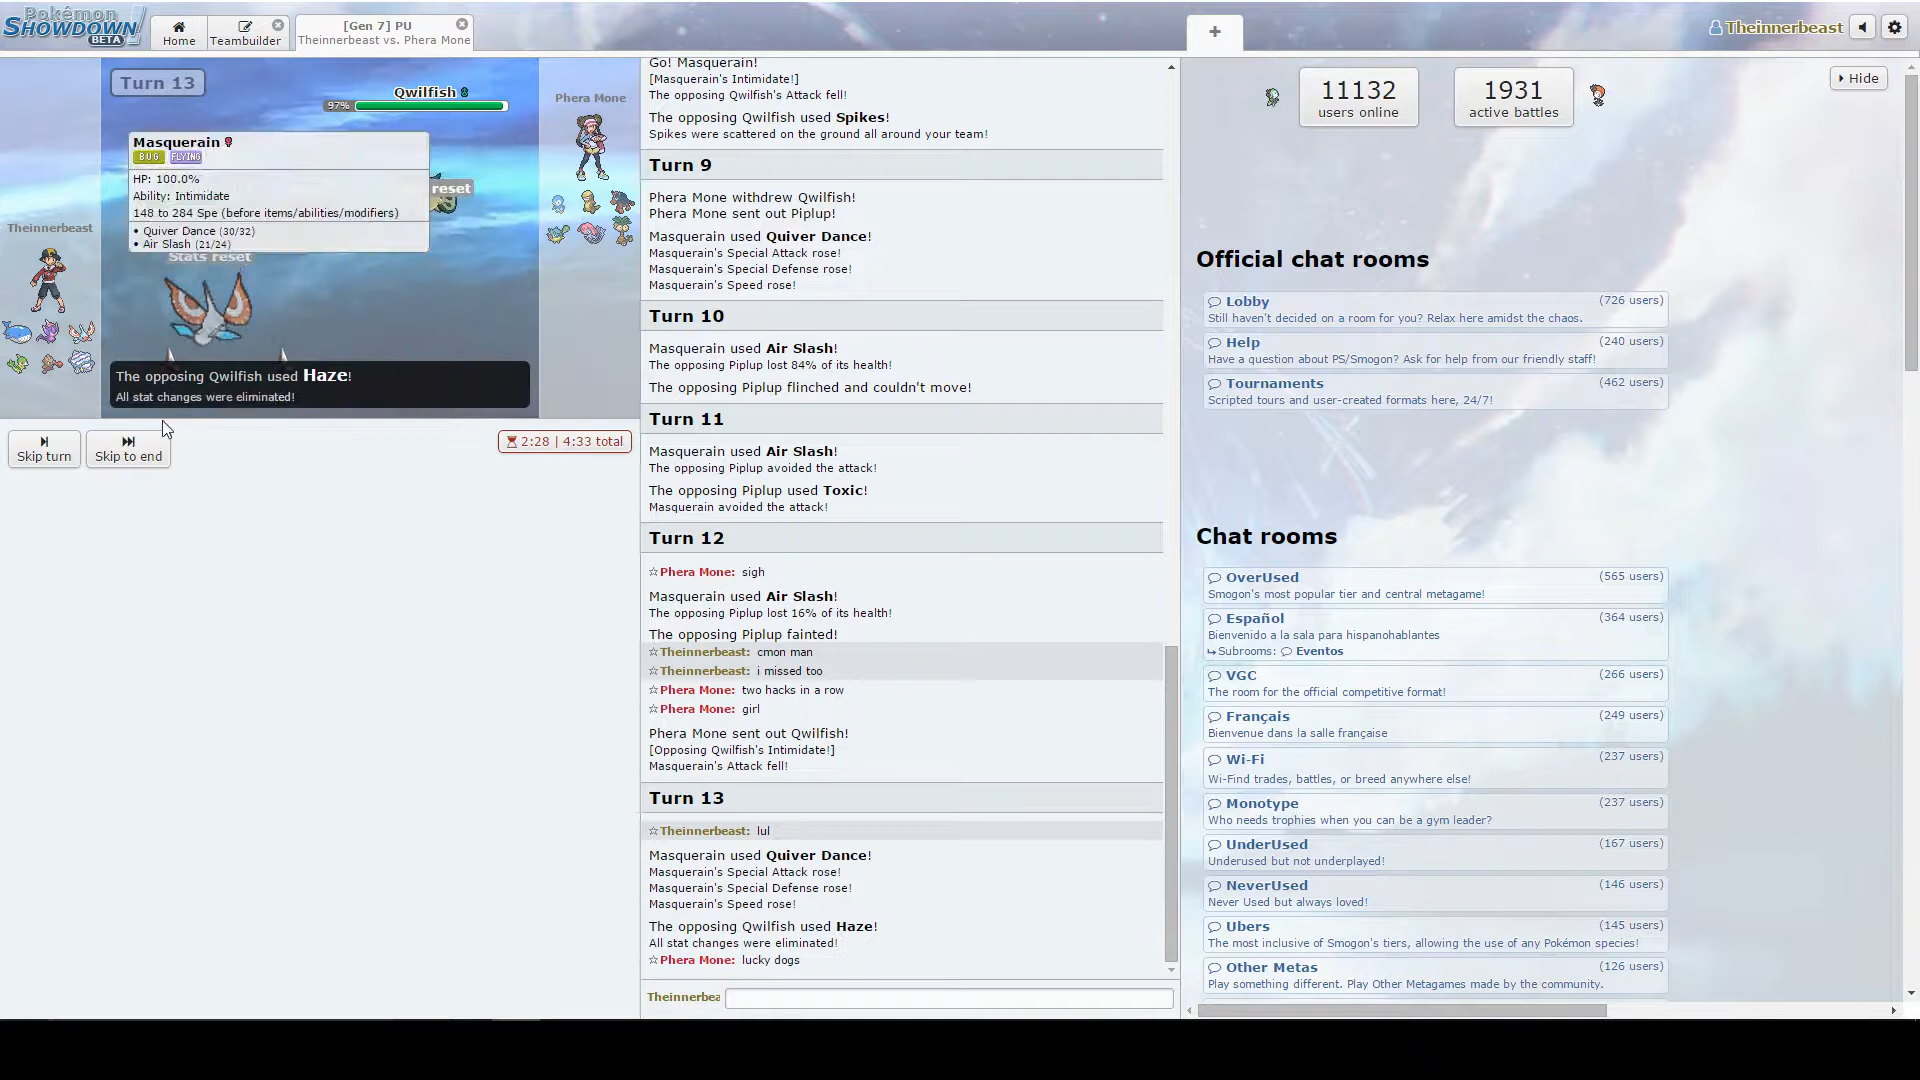 Pokémon
SHOWDOWN!
BETA
Home
Teambuilder
[Gen 7] PU
Theinnerbeast vs. Phera Mone
+
Theinnerbeast
Turn 13
Qwilfish
97%
Masquerain
BUG FLYING
HP: 100.0%
Ability: Intimidate
148 to 284 Spe (before items/abilities/modifiers)
• Quiver Dance (30/32)
• Air Slash (21/24)
reset
Stats reset
Theinnerbeast
Phera Mone
The opposing Qwilfish used Haze!
All stat changes were eliminated!
Skip turn
Skip to end
2:28 | 4:33 total
Go! Masquerain!
[Masquerain's Intimidate!]
The opposing Qwilfish's Attack fell!
The opposing Qwilfish used Spikes!
Spikes were scattered on the ground all around your team!
Turn 9
Phera Mone withdrew Qwilfish!
Phera Mone sent out Piplup!
Masquerain used Quiver Dance!
Masquerain's Special Attack rose!
Masquerain's Special Defense rose!
Masquerain's Speed rose!
Turn 10
Masquerain used Air Slash!
The opposing Piplup lost 84% of its health!
The opposing Piplup flinched and couldn't move!
Turn 11
Masquerain used Air Slash!
The opposing Piplup avoided the attack!
The opposing Piplup used Toxic!
Masquerain avoided the attack!
Turn 12
☆Phera Mone: sigh
Masquerain used Air Slash!
The opposing Piplup lost 16% of its health!
The opposing Piplup fainted!
☆Theinnerbeast: cmon man
☆Theinnerbeast: i missed too
☆Phera Mone: two hacks in a row
☆Phera Mone: girl
Phera Mone sent out Qwilfish!
[Opposing Qwilfish's Intimidate!]
Masquerain's Attack fell!
Turn 13
☆Theinnerbeast: lul
Masquerain used Quiver Dance!
Masquerain's Special Attack rose!
Masquerain's Special Defense rose!
Masquerain's Speed rose!
The opposing Qwilfish used Haze!
All stat changes were eliminated!
☆Phera Mone: lucky dogs
Theinnerbea
Hide
11132
users online
1931
active battles
Official chat rooms
Lobby (726 users)
Still haven't decided on a room for you? Relax here amidst the chaos.
Help (240 users)
Have a question about PS/Smogon? Ask for help from our friendly staff!
Tournaments (462 users)
Scripted tours and user-created formats here, 24/7!
Chat rooms
OverUsed (565 users)
Smogon's most popular tier and central metagame!
Español (364 users)
Bienvenido a la sala para hispanohablantes
↳Subrooms: Eventos
VGC (266 users)
The room for the official competitive format!
Français (249 users)
Bienvenue dans la salle française
Wi-Fi (237 users)
Wi-Find trades, battles, or breed anywhere else!
Monotype (237 users)
Who needs trophies when you can be a gym leader?
UnderUsed (167 users)
Underused but not underplayed!
NeverUsed (146 users)
Never Used but always loved!
Ubers (145 users)
The most inclusive of Smogon's tiers, allowing the use of any Pokémon species!
Other Metas (126 users)
Play something different. Play Other Metagames made by the community.